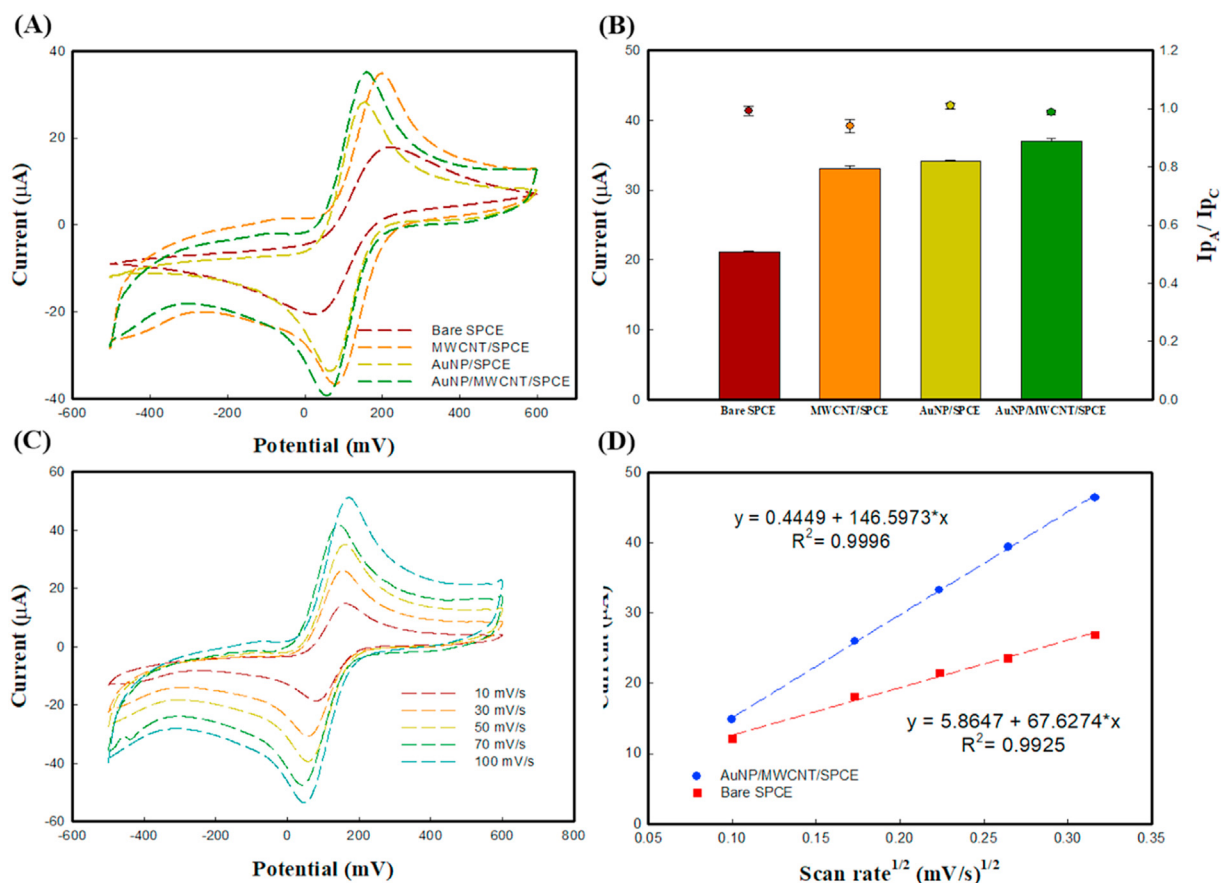 (A)
40
20
0
-20
-40
Current (μA)
-600 -400 -200 0 200 400 600
Potential (mV)
Bare SPCE
MWCNT/SPCE
AuNP/SPCE
AuNP/MWCNT/SPCE
(B)
50
40
30
20
10
0
Current (μA)
1.2
1.0
0.8
0.6
0.4
0.2
0.0
Ip_A/ Ip_C
Bare SPCE MWCNT/SPCE AuNP/SPCE AuNP/MWCNT/SPCE
(C)
60
40
20
0
-20
-40
-60
Current (μA)
-600 -400 -200 0 200 400 600 800
Potential (mV)
10 mV/s
30 mV/s
50 mV/s
70 mV/s
100 mV/s
(D)
50
40
30
20
10
0
y = 0.4449 + 146.5973*x
R² = 0.9996
y = 5.8647 + 67.6274*x
R² = 0.9925
AuNP/MWCNT/SPCE
Bare SPCE
0.05 0.10 0.15 0.20 0.25 0.30 0.35
Scan rate^1/2 (mV/s)^1/2